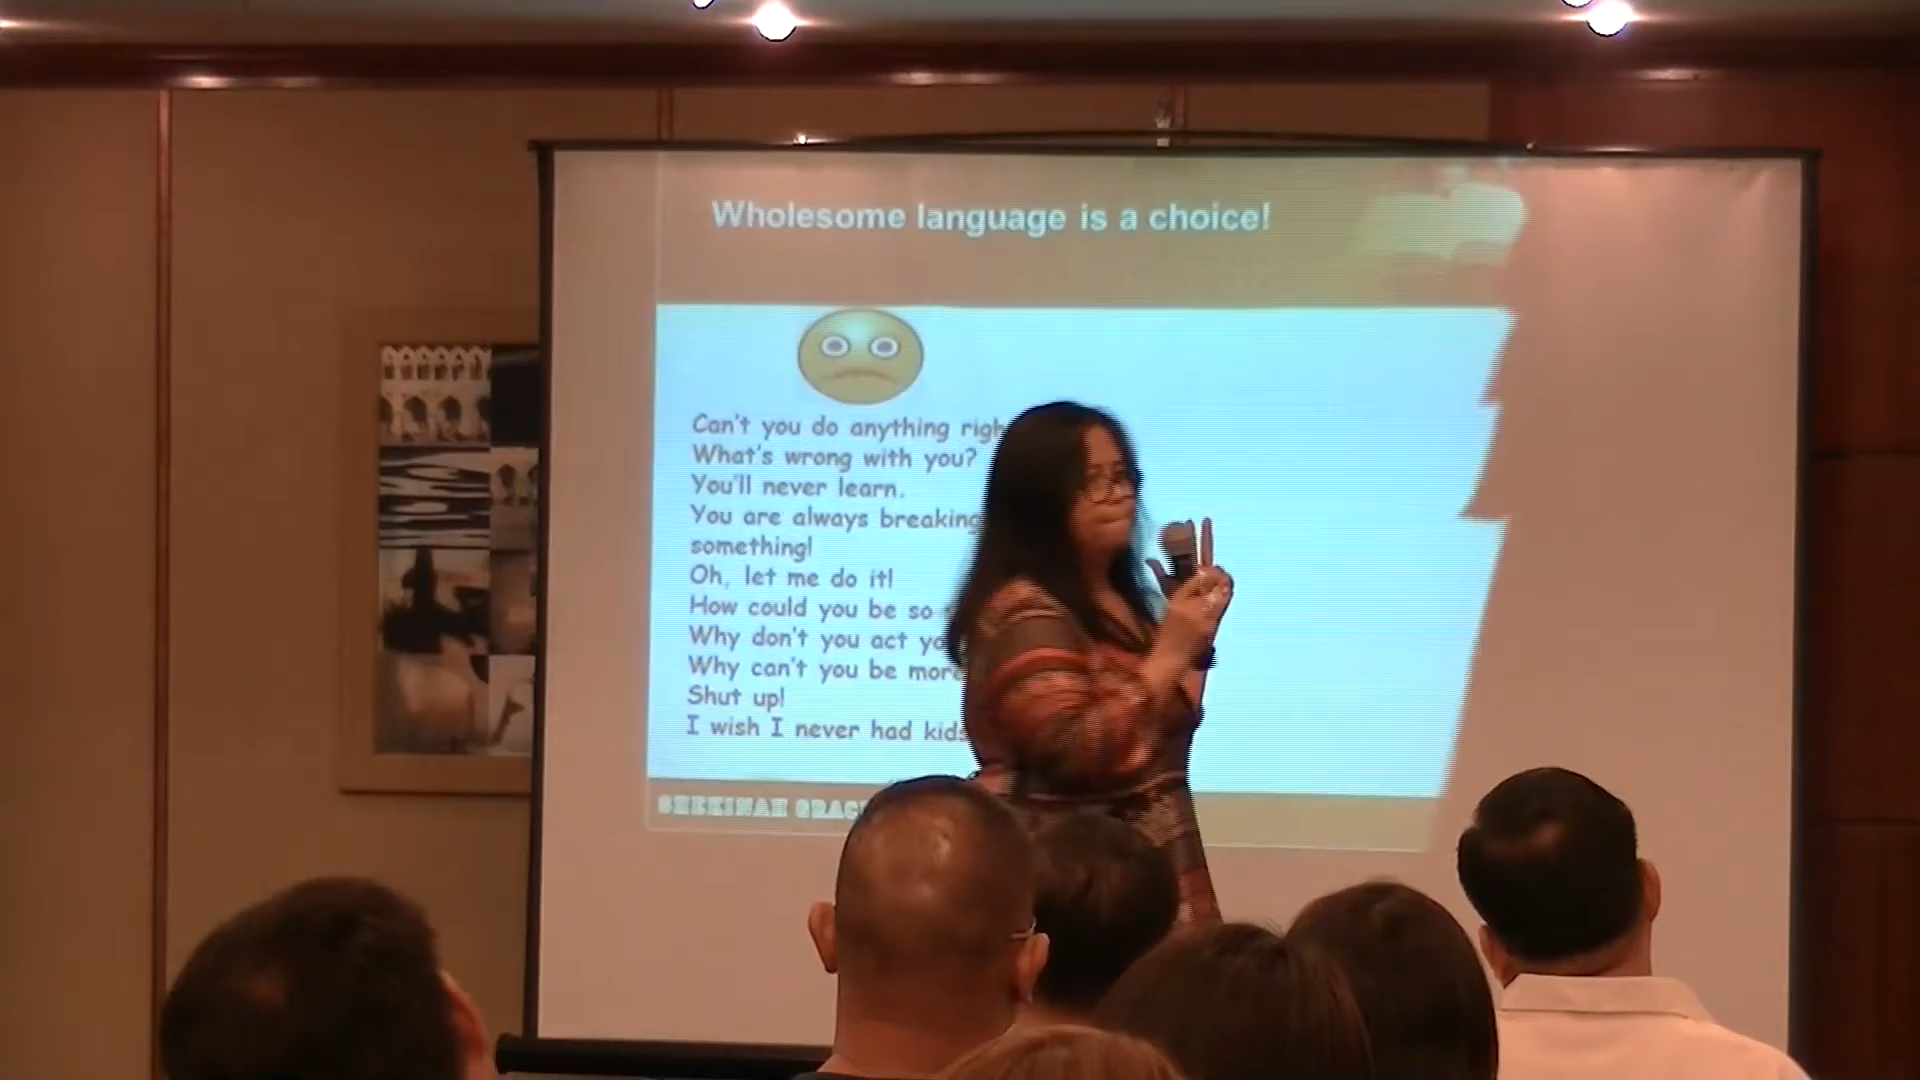 Wholesome language is a choice!
Can't you do anything
What's wrong with you?
You'll never learn.
You are always breaking
something!
Oh, let me do it!
How could you be so
Why don't you act
Why can't you be more
Shut up!
I wish I never had kids
SHEKINAH GRACE